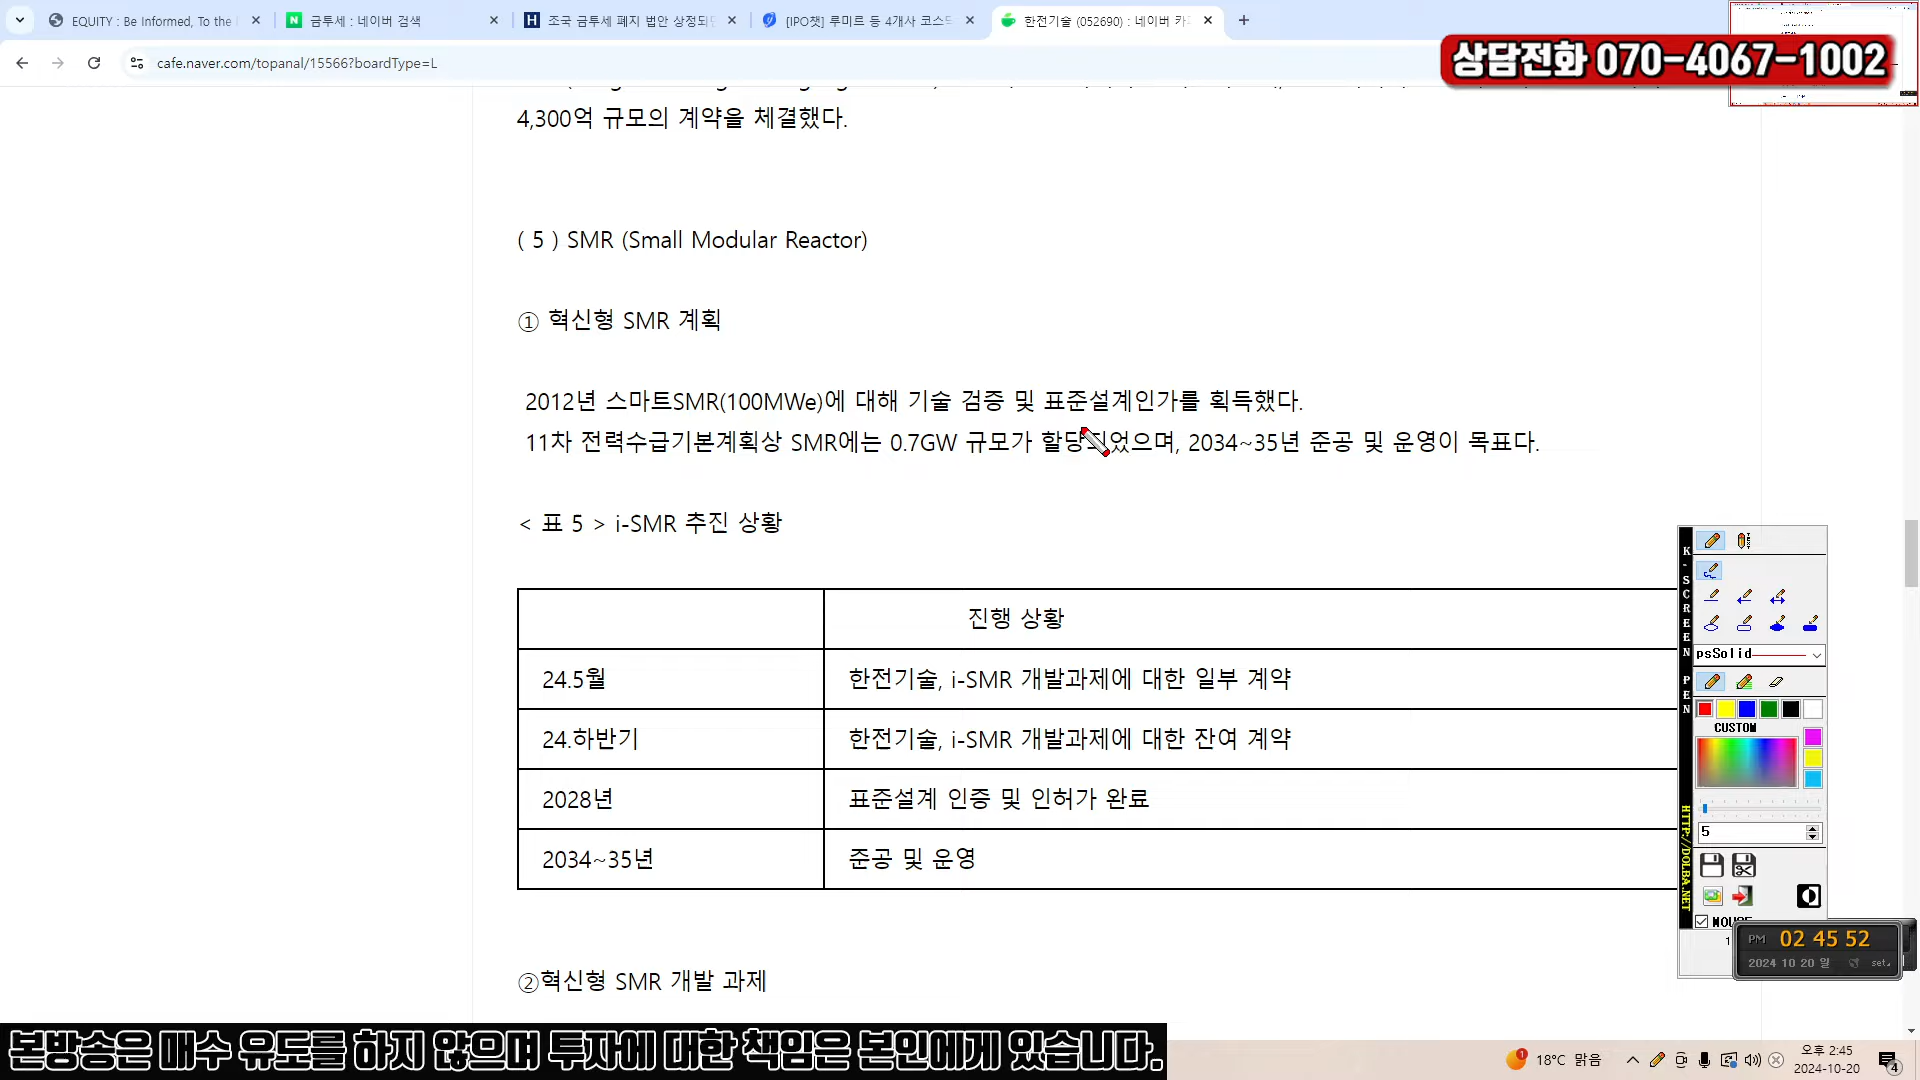 EQUITY : Be Informed, To the
금투세 : 네이버 검색
조국 금투세 폐지 법안 상정되면
[IPO챗] 루미르 등 4개사 코스닥
한전기술 (052690) : 네이버 카
cafe.naver.com/topanal/15566?boardType=L
상담전화 070-4067-1002
4,300억 규모의 계약을 체결했다.
( 5 ) SMR (Small Modular Reactor)
① 혁신형 SMR 계획
2012년 스마트SMR(100MWe)에 대해 기술 검증 및 표준설계인가를 획득했다.
11차 전력수급기본계획상 SMR에는 0.7GW 규모가 할당되었으며, 2034~35년 준공 및 운영이 목표다.
< 표 5 > i-SMR 추진 상황
진행 상황
24.5월 한전기술, i-SMR 개발과제에 대한 일부 계약
24.하반기 한전기술, i-SMR 개발과제에 대한 잔여 계약
2028년 표준설계 인증 및 인허가 완료
2034~35년 준공 및 운영
②혁신형 SMR 개발 과제
K-SCREEN PEN
HTTP://DOLBA.NET
psSolid
CUSTOM
5
MOUSE
1
PM 02 45 52
2024 10 20 일 set
본방송은 매수 유도를 하지 않으며 투자에 대한 책임은 본인에게 있습니다.
1
18°C 맑음
오후 2:45
2024-10-20
4